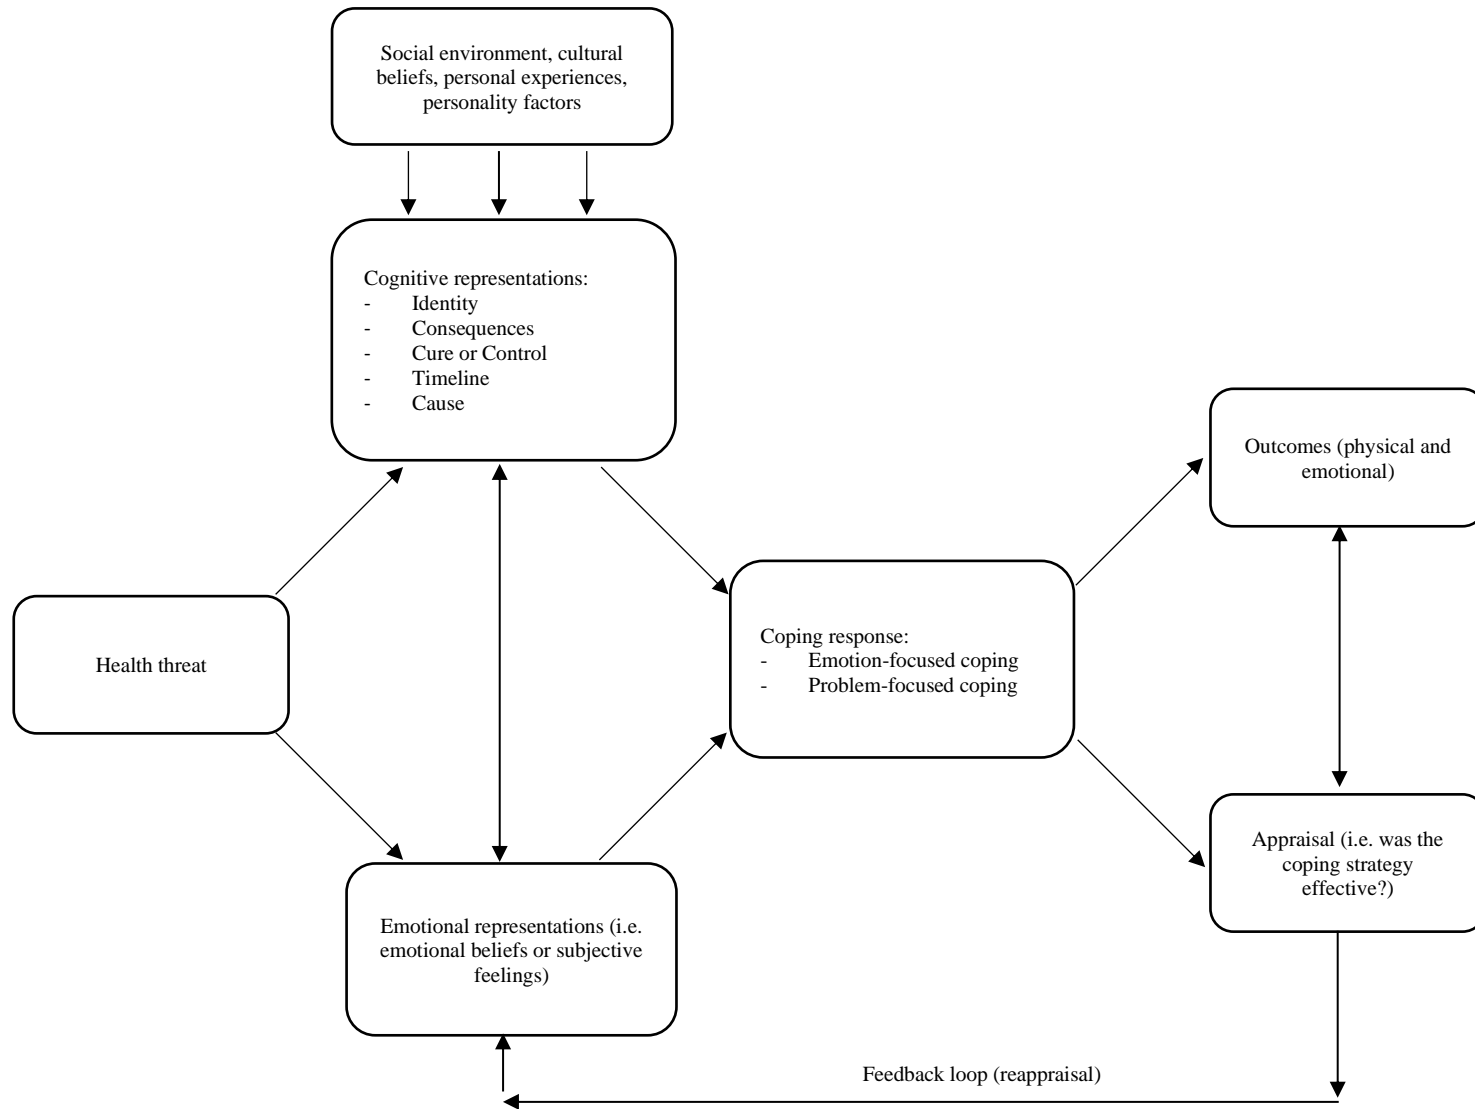 Social environment, cultural
beliefs, personal experiences,
personality factors
Cognitive representations:
- Identity
- Consequences
- Cure or Control
- Timeline
- Cause
Outcomes (physical and
emotional)
Health threat
Coping response:
- Emotion-focused coping
- Problem-focused coping
Appraisal (i.e. was the
coping strategy
effective?)
Emotional representations (i.e.
emotional beliefs or subjective
feelings)
Feedback loop (reappraisal)